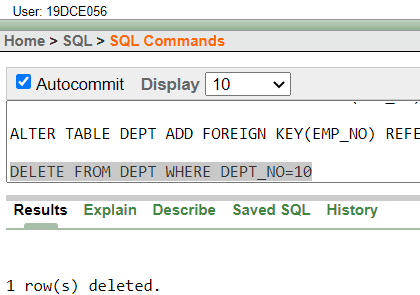 User: 19DCE056
Home > SQL > SQL Commands
Autocommit Display 10
ALTER TABLE DEPT ADD FOREIGN KEY(EMP_NO) REFE
DELETE FROM DEPT WHERE DEPT_NO=10
Results Explain Describe Saved SQL History
1 row(s) deleted.